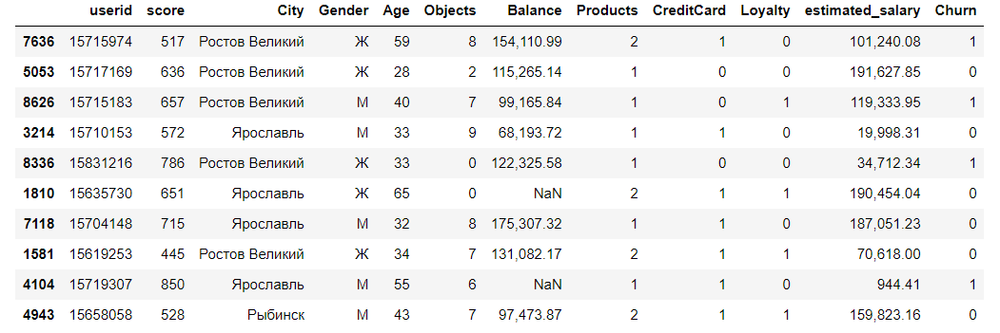 userid score City Gender Age Objects Balance Products CreditCard Loyalty estimated_salary Churn
7636 15715974 517 Ростов Великий Ж 59 8 154,110.99 2 1 0 101,240.08 1
5053 15717169 636 Ростов Великий Ж 28 2 115,265.14 1 0 0 191,627.85 0
8626 15715183 657 Ростов Великий М 40 7 99,165.84 1 0 1 119,333.95 1
3214 15710153 572 Ярославль М 33 9 68,193.72 1 1 0 19,998.31 0
8336 15831216 786 Ростов Великий Ж 33 0 122,325.58 1 0 0 34,712.34 1
1810 15635730 651 Ярославль Ж 65 0 NaN 2 1 1 190,454.04 0
7118 15704148 715 Ярославль М 32 8 175,307.32 1 1 0 187,051.23 0
1581 15619253 445 Ростов Великий Ж 34 7 131,082.17 2 1 1 70,618.00 0
4104 15719307 850 Ярославль М 55 6 NaN 1 1 0 944.41 1
4943 15658058 528 Рыбинск М 43 7 97,473.87 2 1 1 159,823.16 0